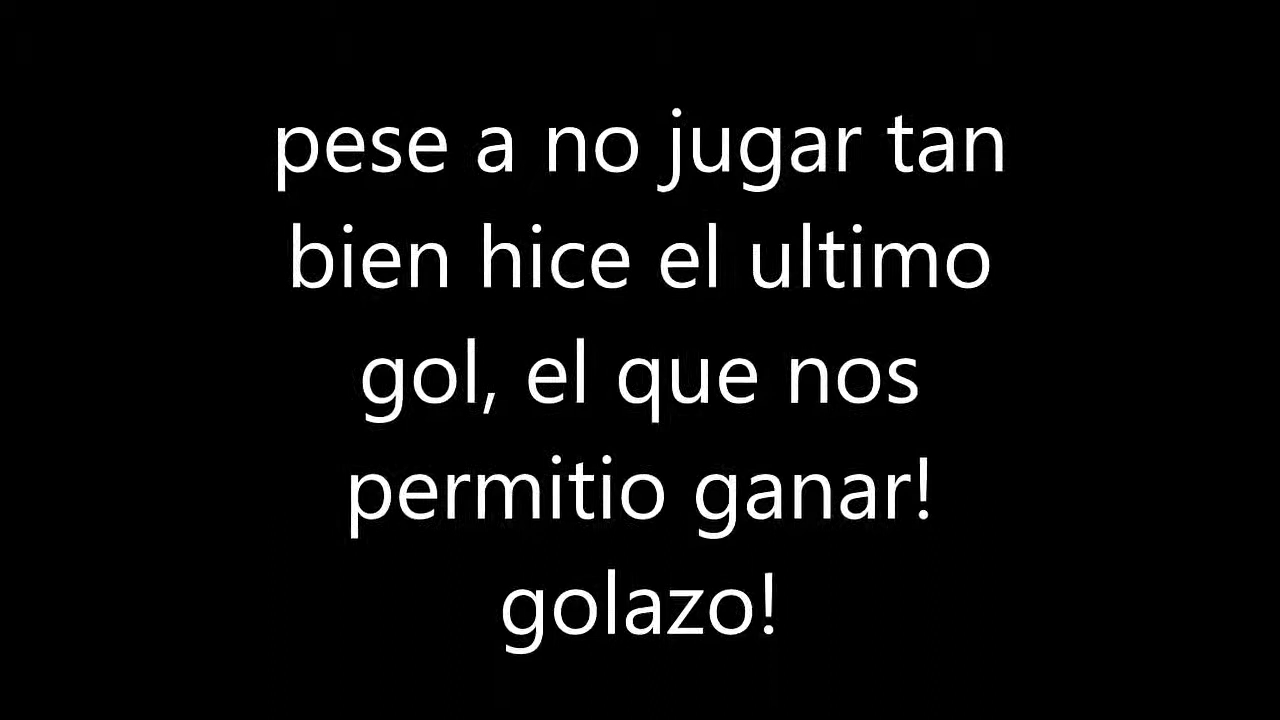 pese a no jugar tan
bien hice el ultimo
gol, el que nos
permitio ganar!
golazo!